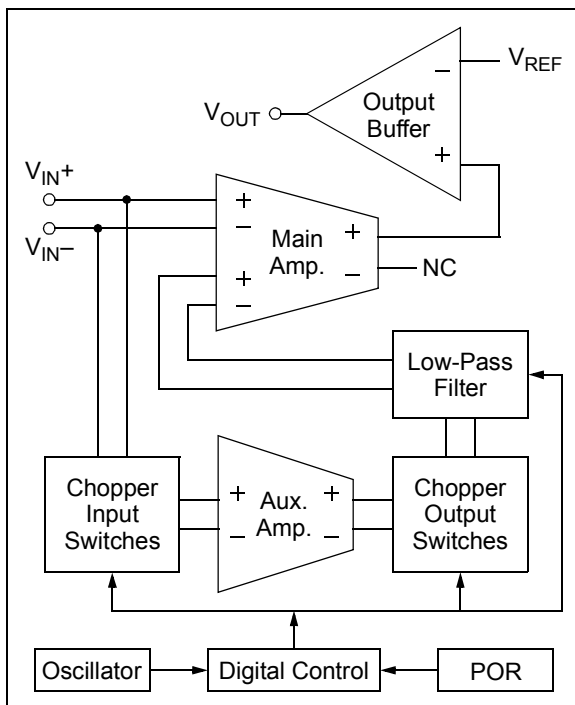 V_REF
−
Output
Buffer
+
V_OUT
V_IN+
V_IN−
+
−
Main
Amp.
+
−
+
−
NC
Low-Pass
Filter
Chopper
Input
Switches
+
−
Aux.
Amp.
+
−
Chopper
Output
Switches
Oscillator
Digital Control
POR